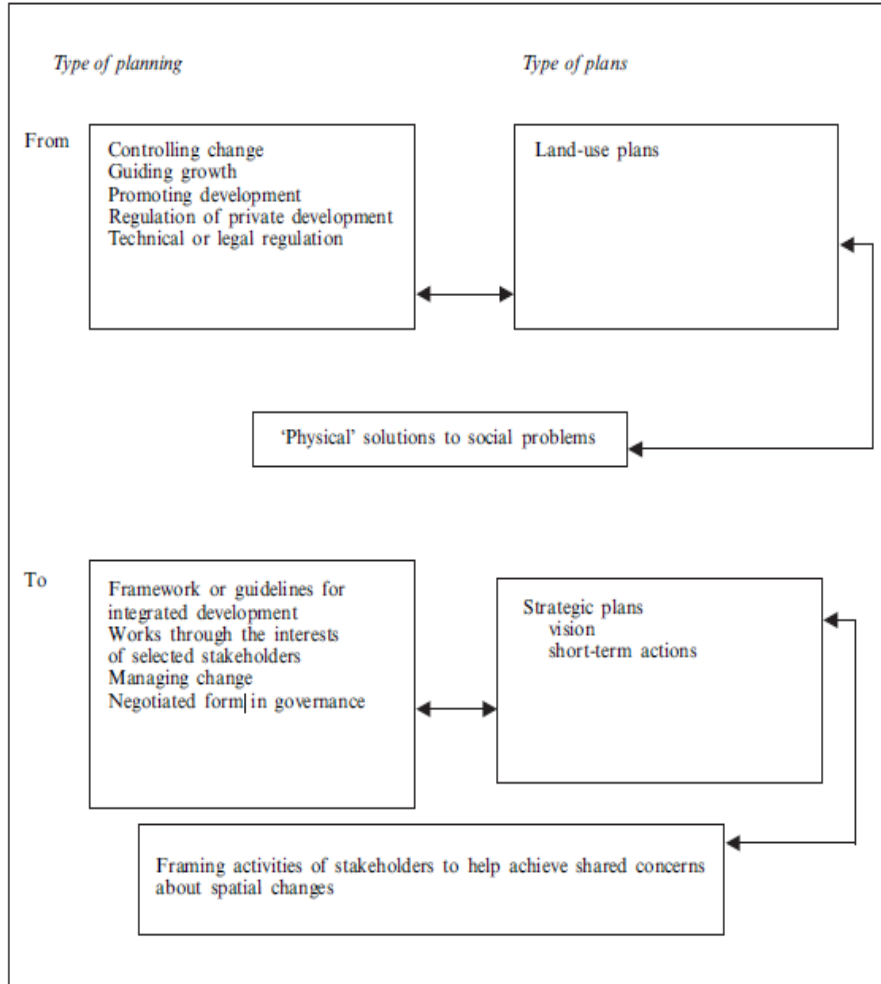 Type of planning
Type of plans
From
Controlling change
Guiding growth
Promoting development
Regulation of private development
Technical or legal regulation
Land-use plans
‘Physical’ solutions to social problems
To
Framework or guidelines for
integrated development
Works through the interests
of selected stakeholders
Managing change
Negotiated form in governance
Strategic plans
vision
short-term actions
Framing activities of stakeholders to help achieve shared concerns
about spatial changes